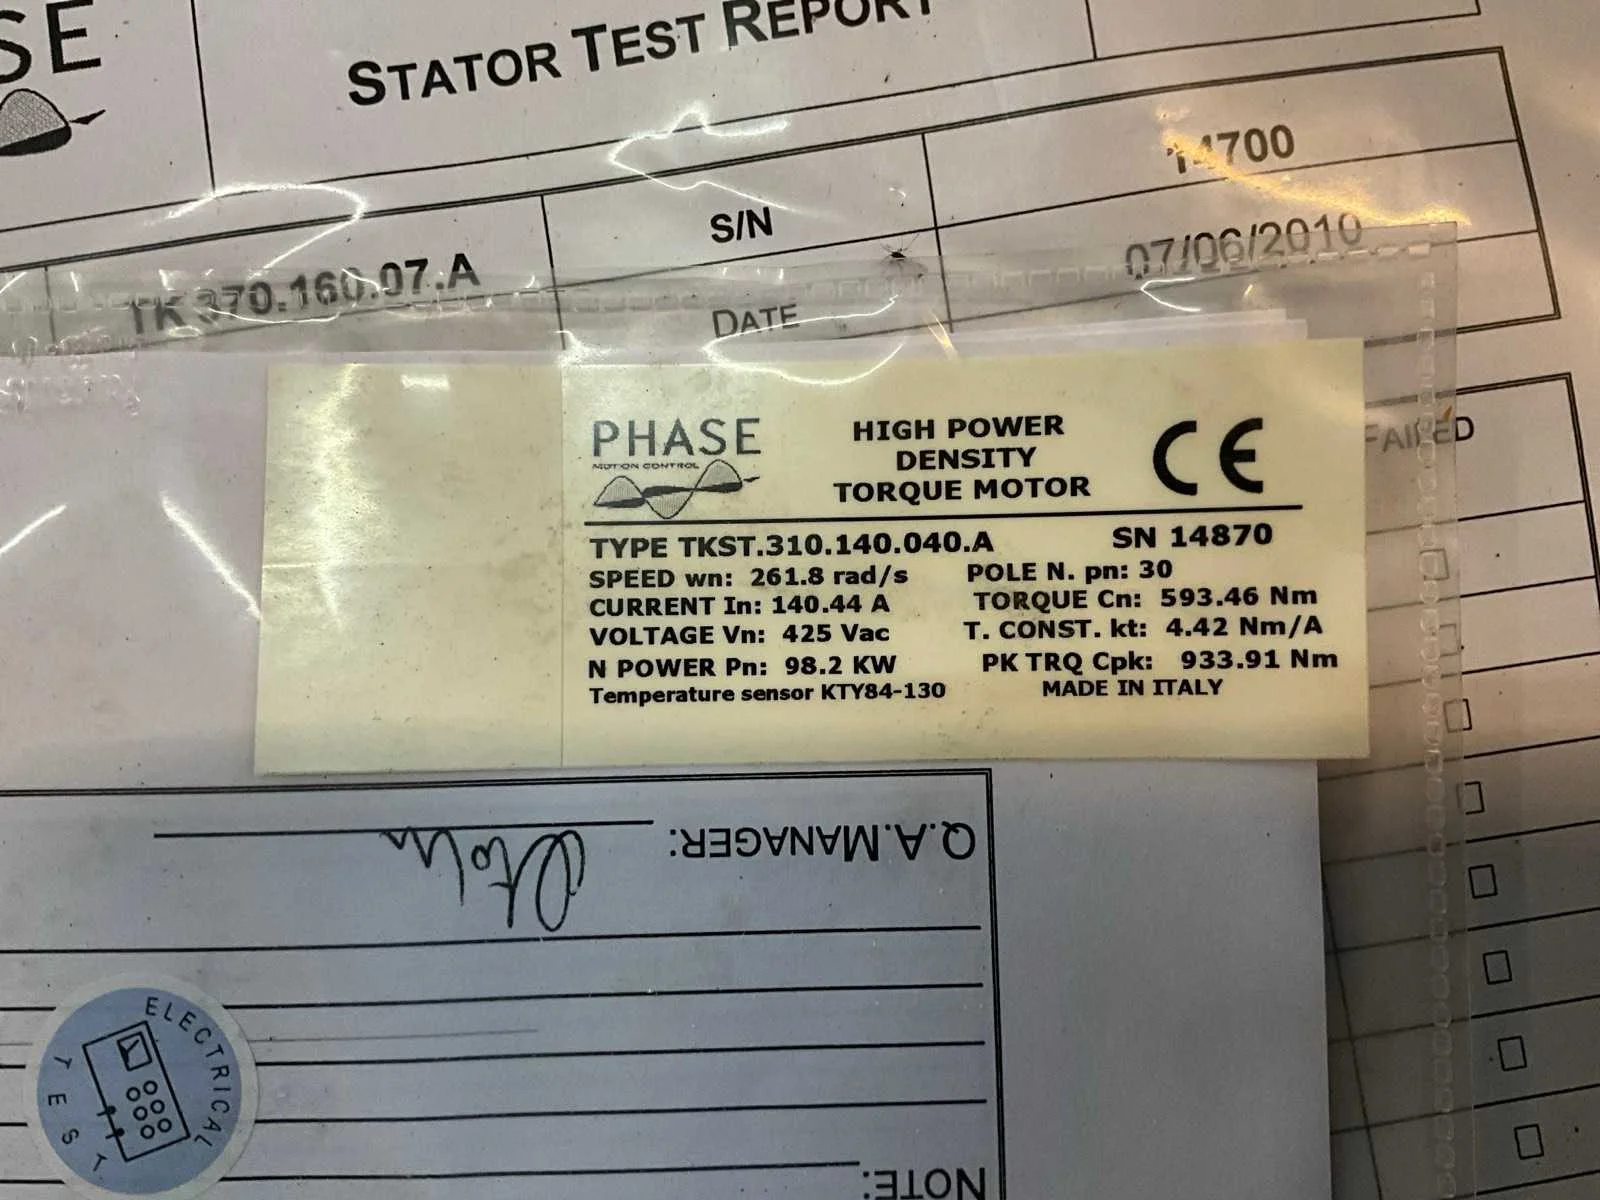 STATOR TEST REPORT
S/N
14700
TK 370.160.07.A
DATE
07/06/2010
FAILED
PHASE
MOTION CONTROL
HIGH POWER
DENSITY
TORQUE MOTOR
CE
TYPE TKST.310.140.040.A SN 14870
SPEED wn: 261.8 rad/s POLE N. pn: 30
CURRENT In: 140.44 A TORQUE Cn: 593.46 Nm
VOLTAGE Vn: 425 Vac T. CONST. kt: 4.42 Nm/A
N POWER Pn: 98.2 KW PK TRQ Cpk: 933.91 Nm
Temperature sensor KTY84-130 MADE IN ITALY
Q.A.MANAGER:
NOTE:
ELECTRICAL
TEST